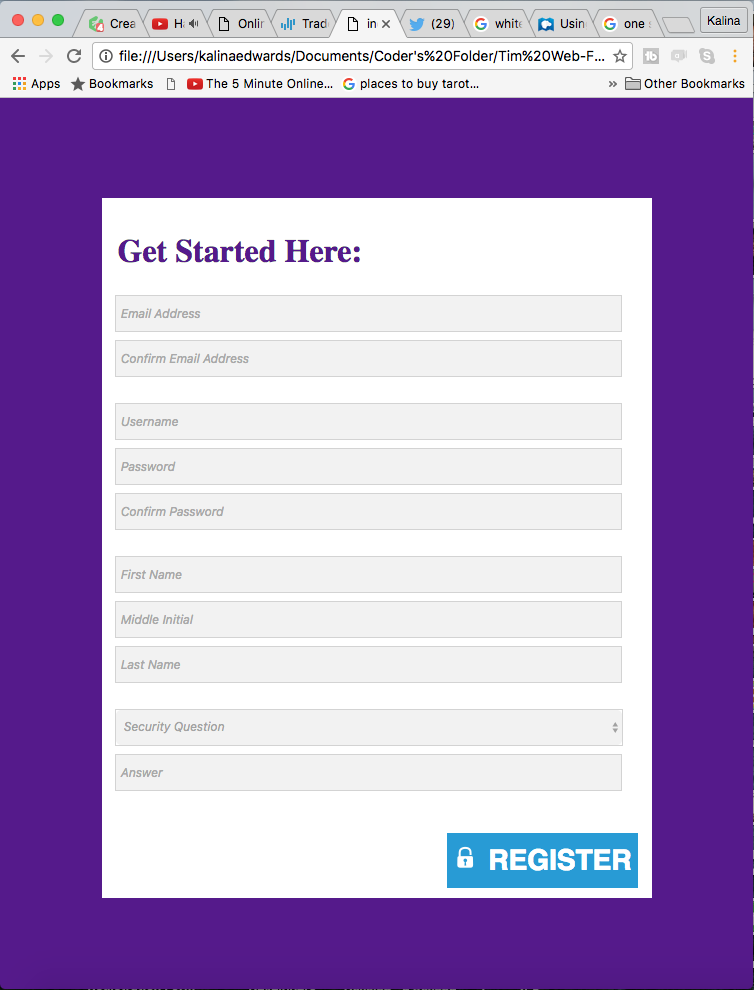 Crea Ha Onlin Trad in (29) white Usin one s Kalina
file:///Users/kalinaedwards/Documents/Coder's%20Folder/Tim%20Web-F...
Apps Bookmarks The 5 Minute Online... places to buy tarot... » Other Bookmarks
Get Started Here:
Email Address
Confirm Email Address
Username
Password
Confirm Password
First Name
Middle Initial
Last Name
Security Question
Answer
REGISTER